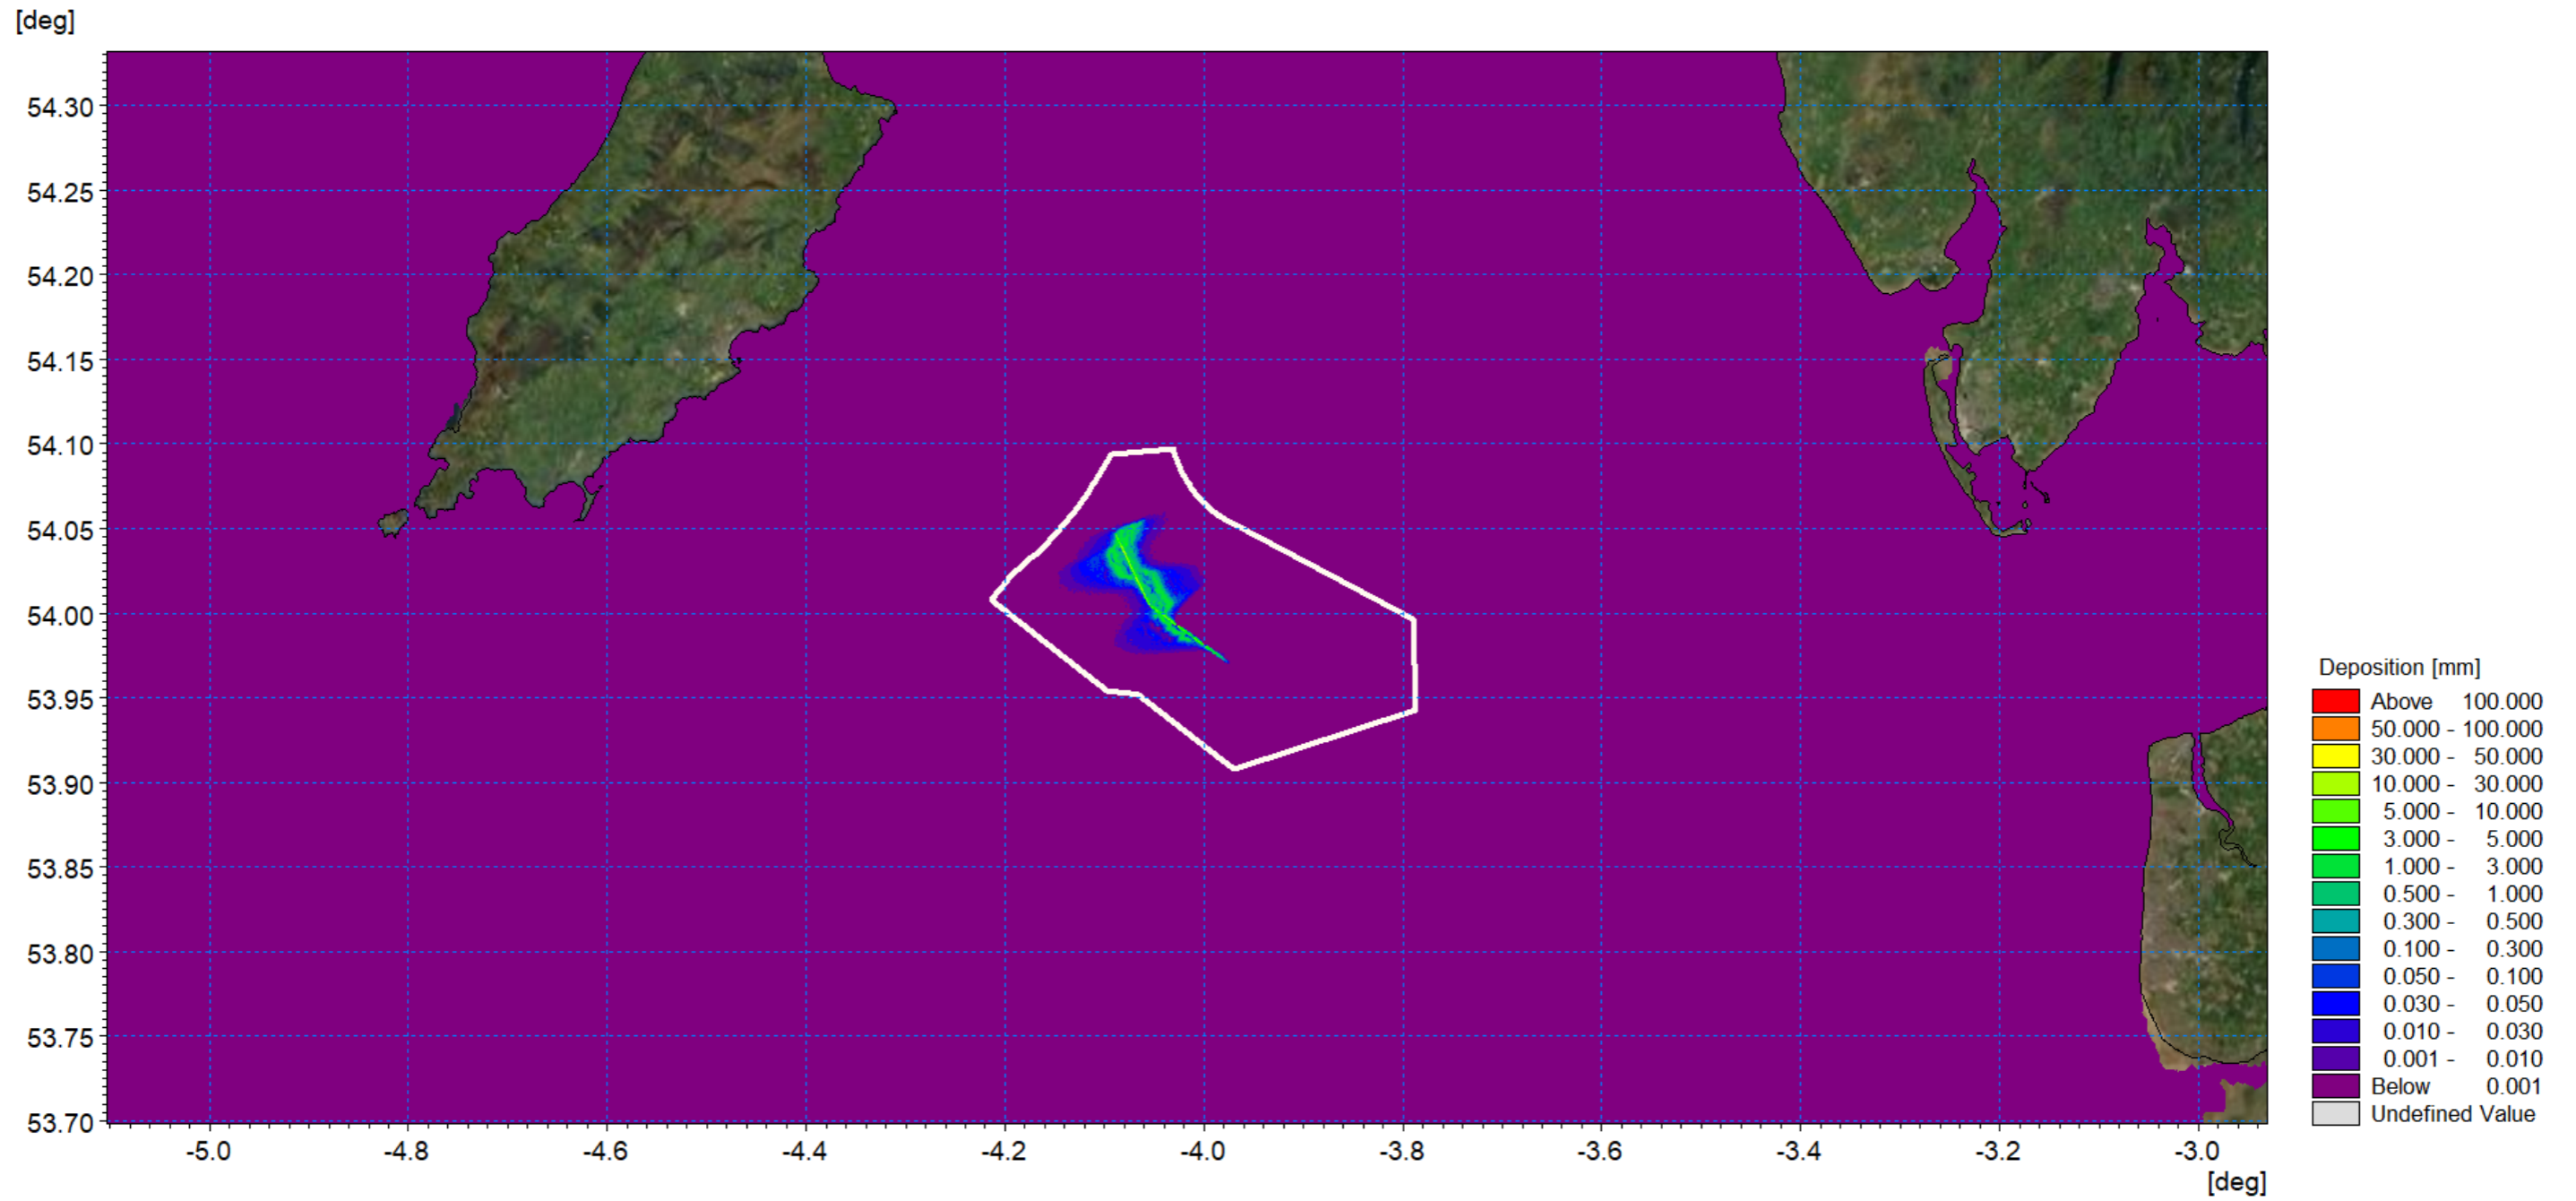 [deg]
54.30
54.25
54.20
54.15
54.10
54.05
54.00
53.95
53.90
53.85
53.80
53.75
53.70
-5.0 -4.8 -4.6 -4.4 -4.2 -4.0 -3.8 -3.6 -3.4 -3.2 -3.0
[deg]
Deposition [mm]
Above 100.000
50.000 - 100.000
30.000 - 50.000
10.000 - 30.000
5.000 - 10.000
3.000 - 5.000
1.000 - 3.000
0.500 - 1.000
0.300 - 0.500
0.100 - 0.300
0.050 - 0.100
0.030 - 0.050
0.010 - 0.030
0.001 - 0.010
Below 0.001
Undefined Value